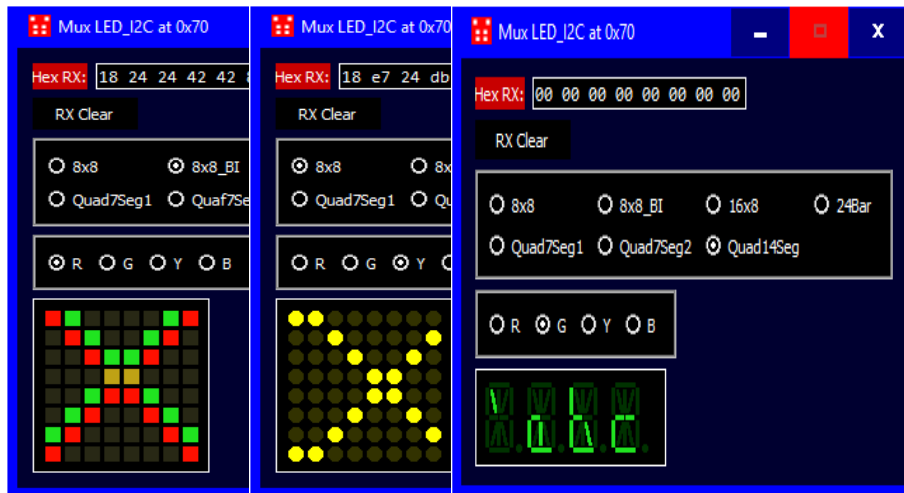 Mux LED_I2C at 0x70
Hex RX: 18 24 24 42 42
RX Clear
8x8 8x8_BI
Quad7Seg1 Quaf7Se
R G Y B
Mux LED_I2C at 0x70
Hex RX: 18 e7 24 db
RX Clear
8x8 8x
Quad7Seg1 Qu
R G Y
Mux LED_I2C at 0x70
X
Hex RX: 00 00 00 00 00 00 00 00
RX Clear
8x8 8x8_BI 16x8 24Bar
Quad7Seg1 Quad7Seg2 Quad14Seg
R G Y B